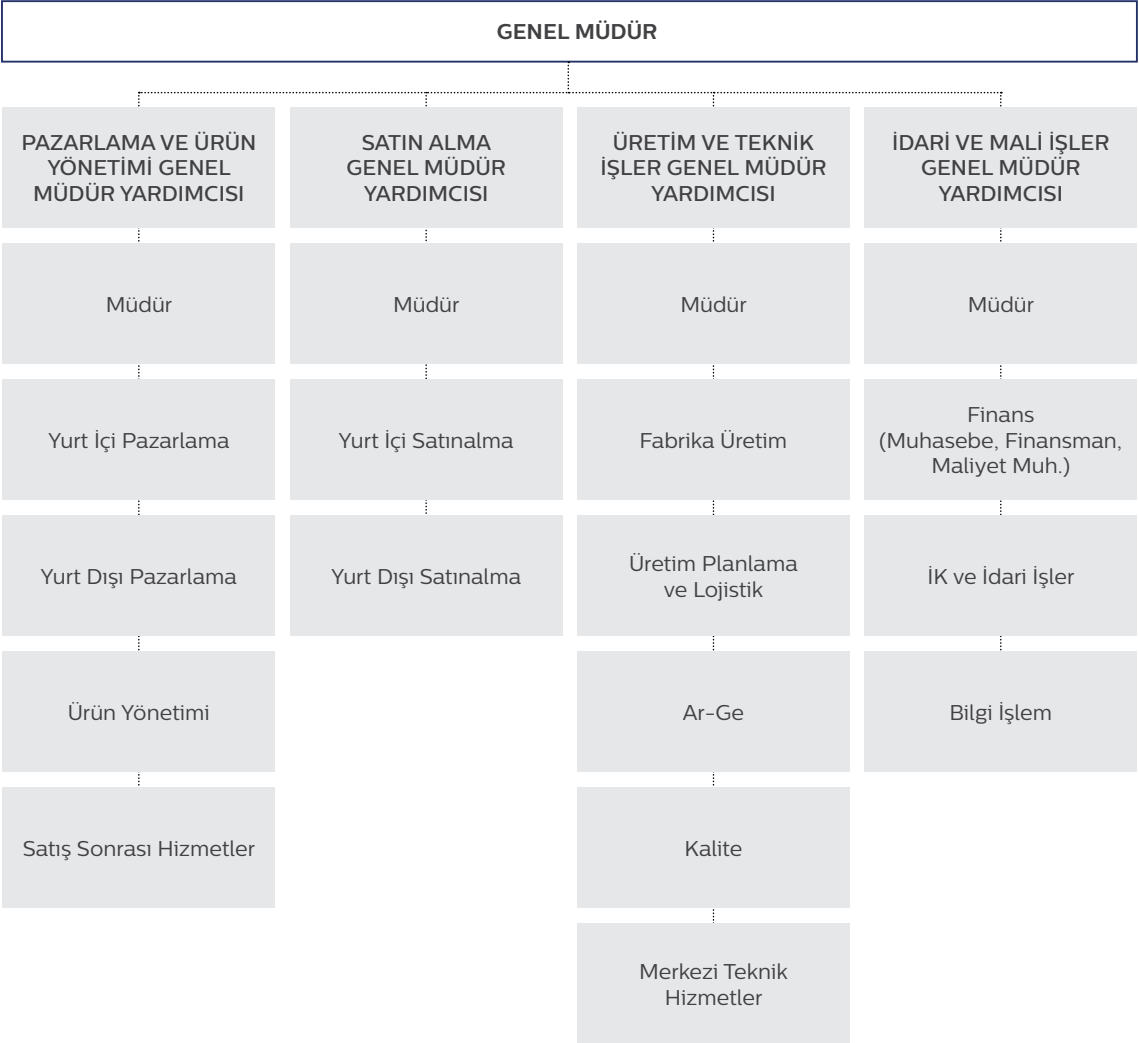 GENEL MÜDÜR
PAZARLAMA VE ÜRÜN
YÖNETİMİ GENEL
MÜDÜR YARDIMCISI
Müdür
Yurt İçi Pazarlama
Yurt Dışı Pazarlama
Ürün Yönetimi
Satış Sonrası Hizmetler
SATIN ALMA
GENEL MÜDÜR
YARDIMCISI
Müdür
Yurt İçi Satınalma
Yurt Dışı Satınalma
ÜRETİM VE TEKNİK
İŞLER GENEL MÜDÜR
YARDIMCISI
Müdür
Fabrika Üretim
Üretim Planlama
ve Lojistik
Ar-Ge
Kalite
Merkezi Teknik
Hizmetler
İDARİ VE MALİ İŞLER
GENEL MÜDÜR
YARDIMCISI
Müdür
Finans
(Muhasebe, Finansman,
Maliyet Muh.)
İK ve İdari İşler
Bilgi İşlem